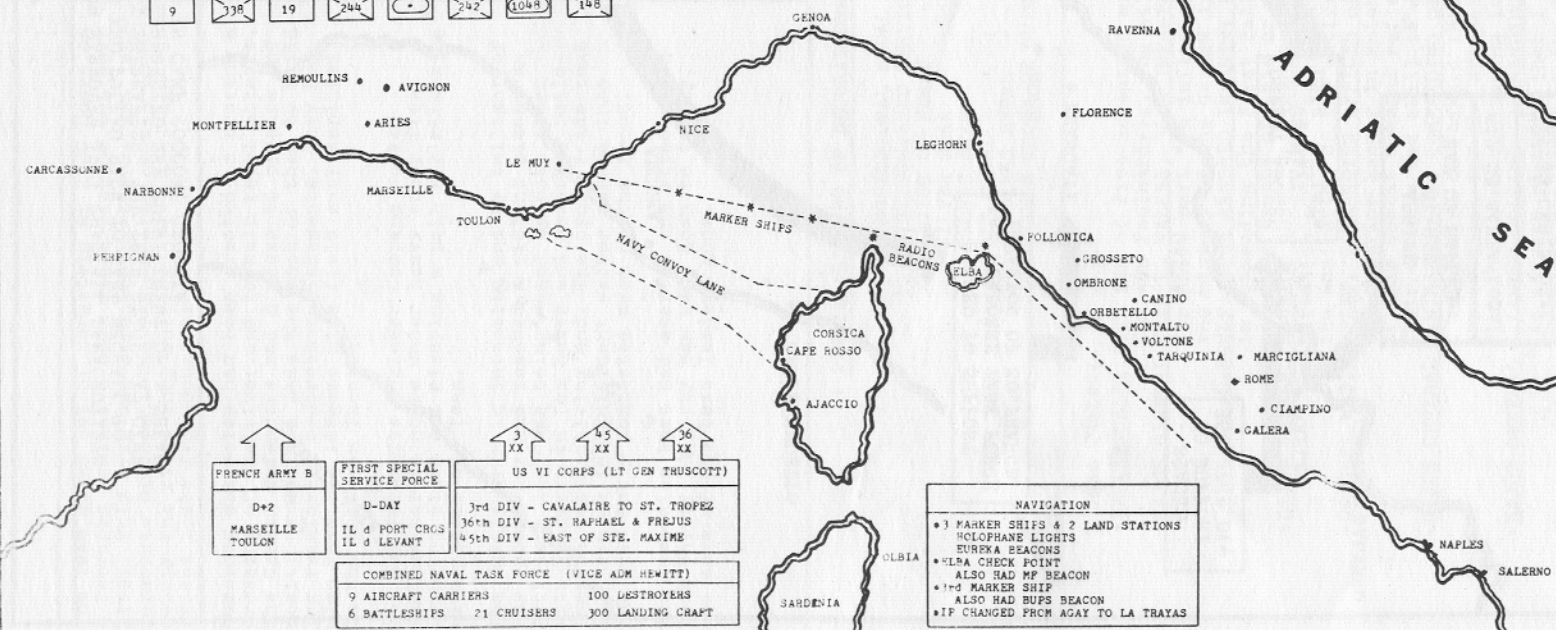 9 338 19 244 242 1048 148
GENOA
RAVENNA
ADRIATIC SEA
REMOULINS
AVIGNON
MONTPELLIER
ARIES
NICE
FLORENCE
LEGHORN
CARCASSONNE
LE MUY
NARBONNE
MARSEILLE
TOULON
MARKER SHIPS
NAVY CONVOY LANE
RADIO
BEACONS
ELBA
POLLONICA
PERPIGNAN
GROSSETO
OMBRONE
CANINO
ORBETELLO
MONTALTO
VOLTONE
TARQUINIA
MARCIGLIANA
CORSICA
CAPE ROSSO
ROME
AJACCIO
CIAMPINO
GALERA
3
XX
45
XX
36
XX
FRENCH ARMY B
D+2
MARSEILLE
TOULON
FIRST SPECIAL
SERVICE FORCE
D-DAY
IL d PORT CROS
IL d LEVANT
US VI CORPS (LT GEN TRUSCOTT)
3rd DIV - CAVALAIRE TO ST. TROPEZ
36th DIV - ST. RAPHAEL & FREJUS
45th DIV - EAST OF STE. MAXIME
COMBINED NAVAL TASK FORCE (VICE ADM HEWITT)
9 AIRCRAFT CARRIERS 100 DESTROYERS
6 BATTLESHIPS 21 CRUISERS 300 LANDING CRAFT
OLBIA
SARDENIA
NAVIGATION
*3 MARKER SHIPS & 2 LAND STATIONS
HOLOPHANE LIGHTS
EUREKA BEACONS
*ELBA CHECK POINT
ALSO HAD MF BEACON
*3rd MARKER SHIP
ALSO HAD BUPS BEACON
*IP CHANGED FROM AGAY TO LA TRAYAS
NAPLES
SALERNO